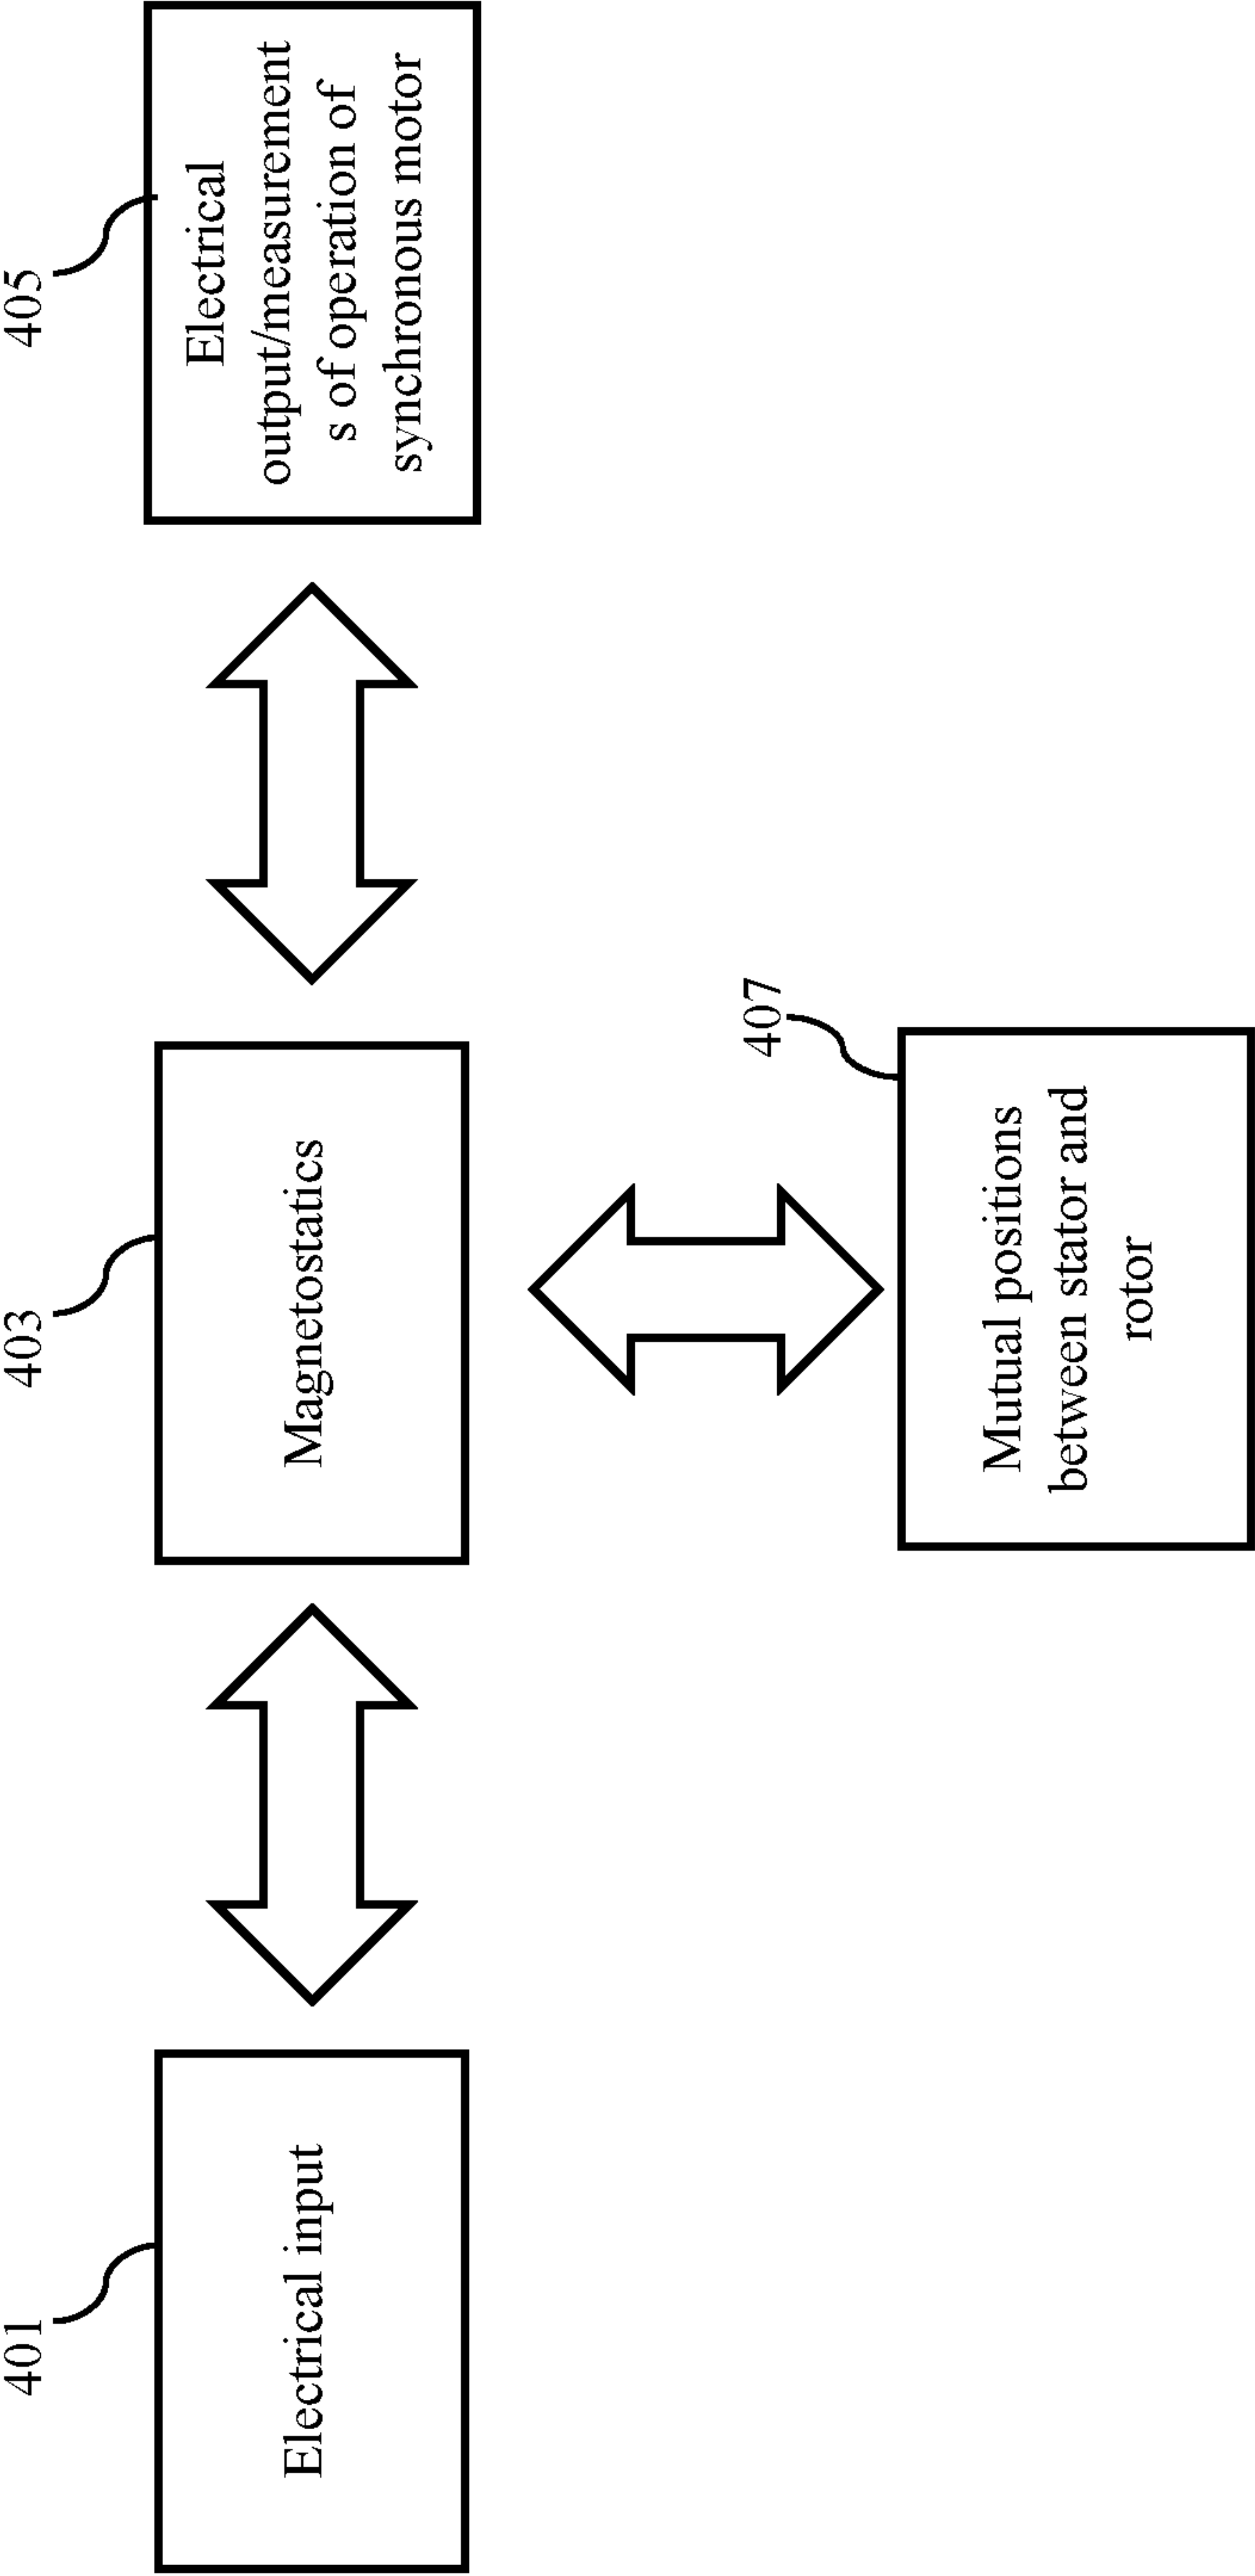 401
Electrical input
403
Magnetostatics
405
Electrical
output/measurement
s of operation of
synchronous motor
407
Mutual positions
between stator and
rotor